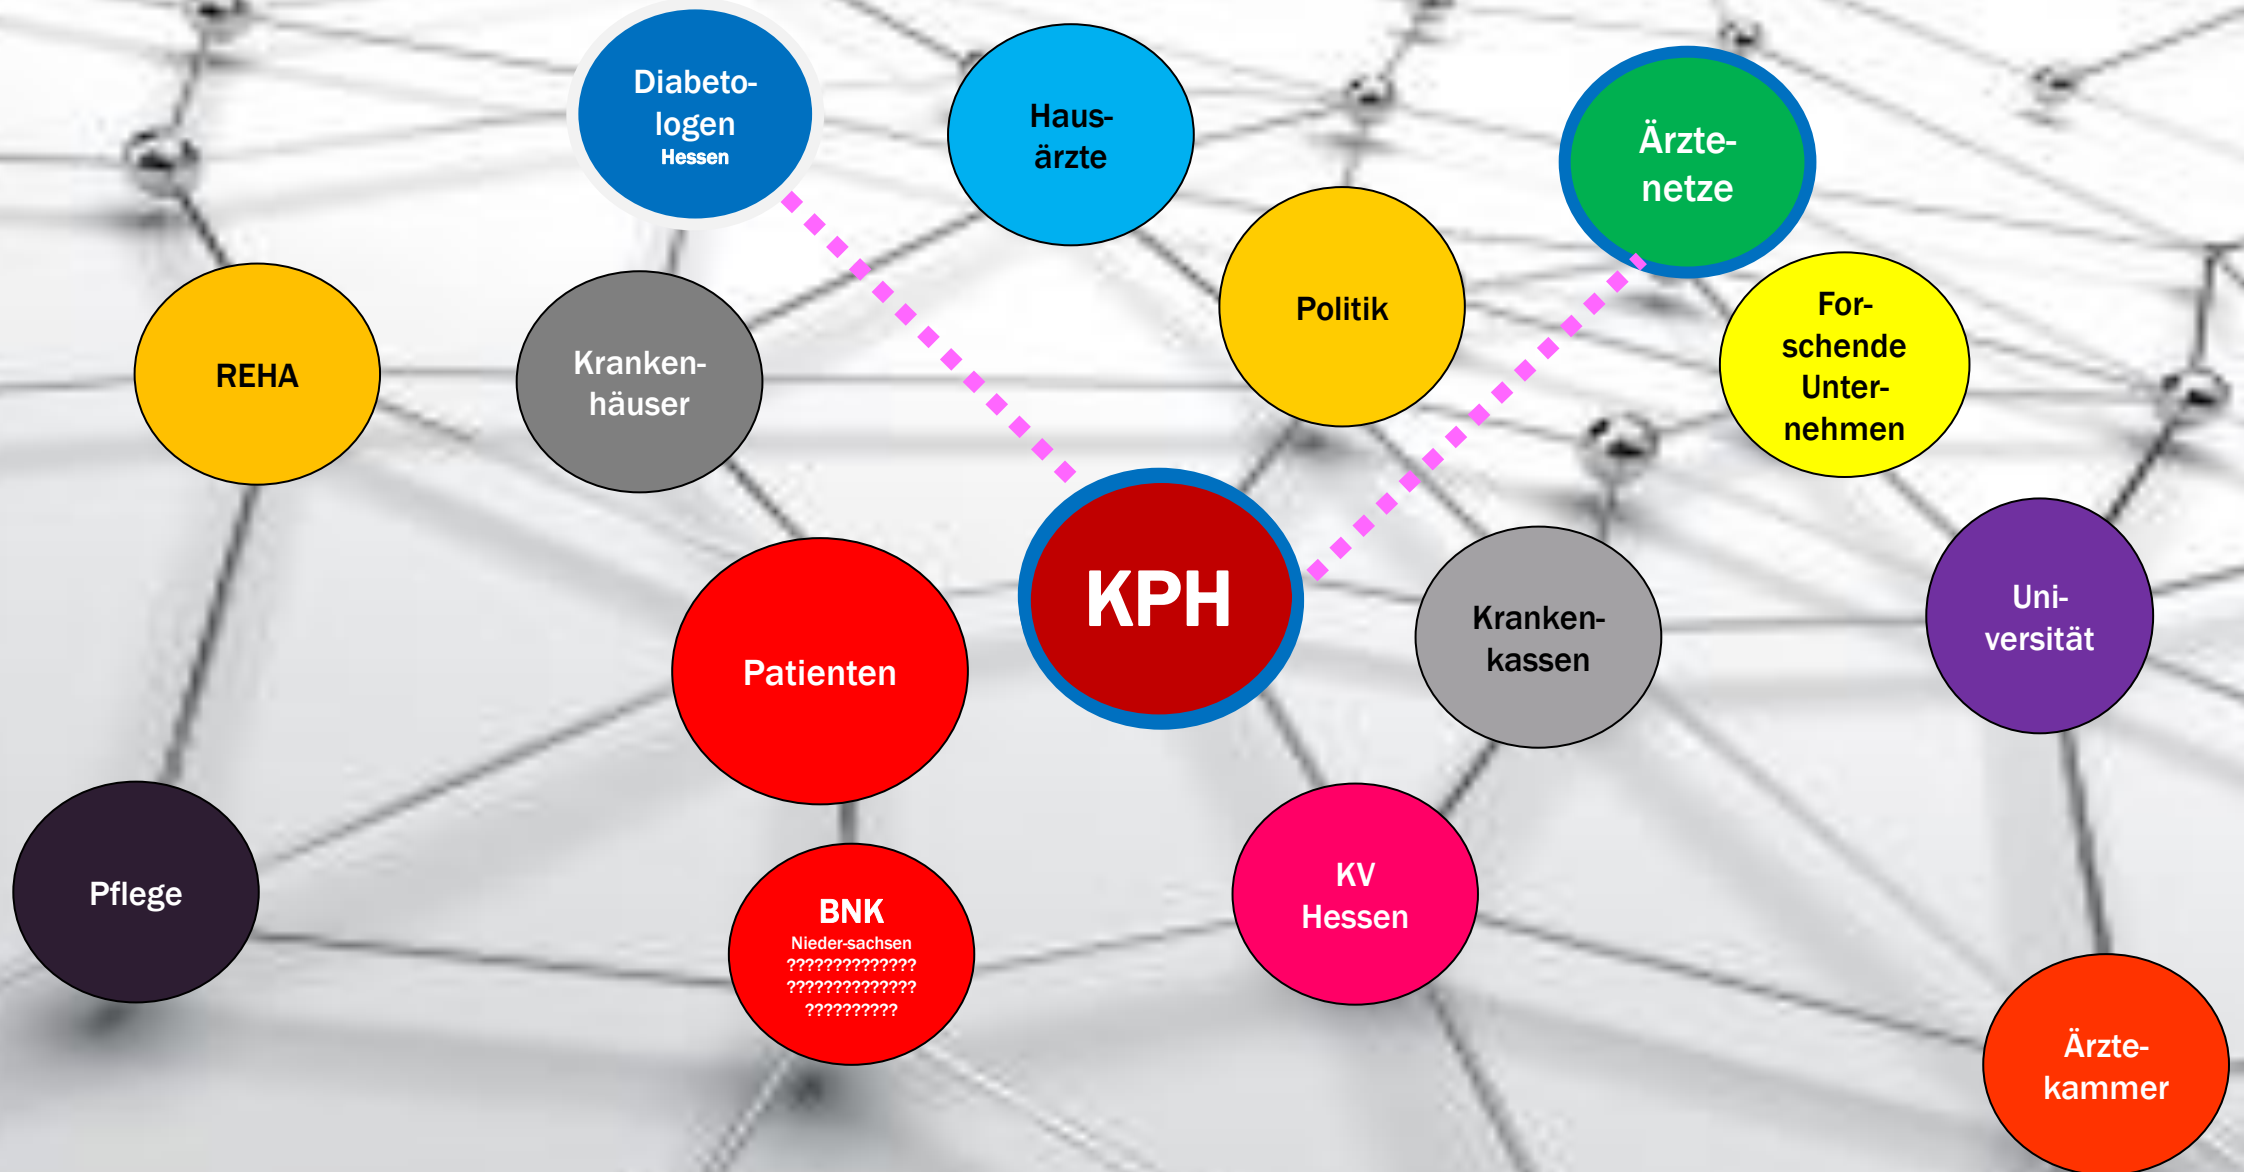 Diabeto-
logen
Hessen
Haus-
ärzte
Ärzte-
netze
Politik
For-
schende
Unter-
nehmen
REHA
Kranken-
häuser
KPH
Patienten
Kranken-
kassen
Uni-
versität
Pflege
BNK
Nieder-sachsen
??????????????
??????????????
??????????
KV
Hessen
Ärzte-
kammer